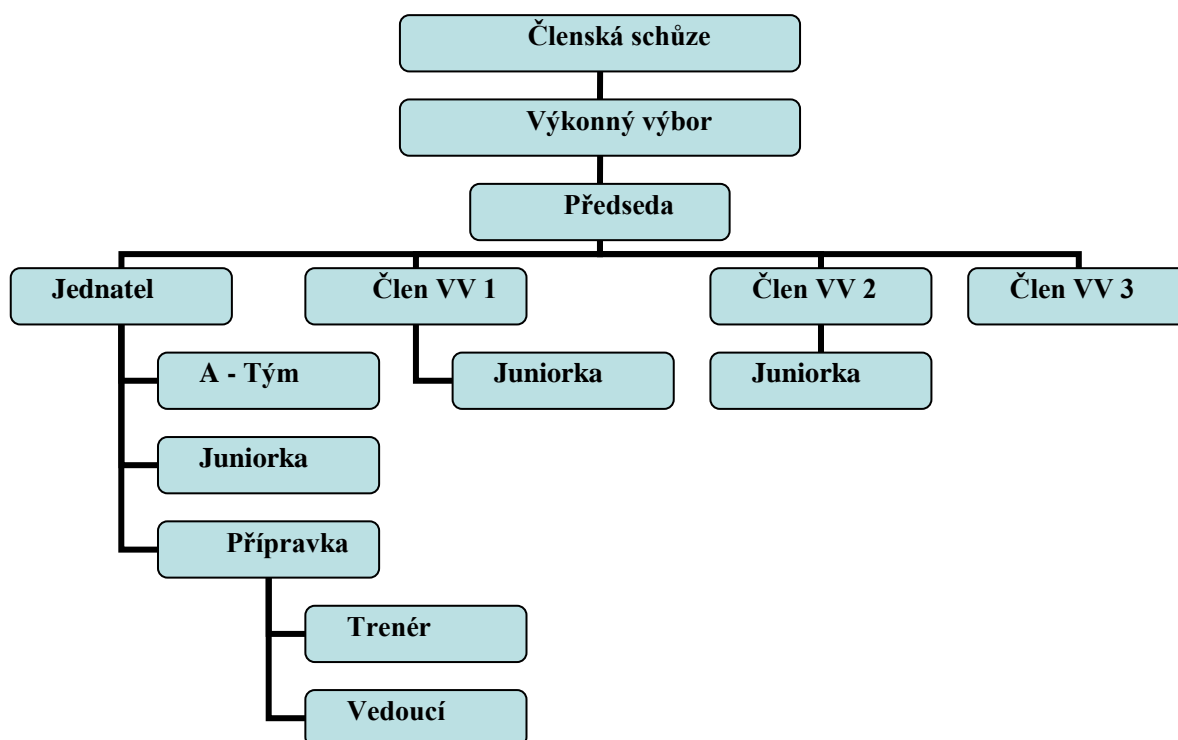 Členská schůze
Výkonný výbor
Předseda
Jednatel
Člen VV 1
Člen VV 2
Člen VV 3
A - Tým
Juniorka
Juniorka
Juniorka
Přípravka
Trenér
Vedoucí